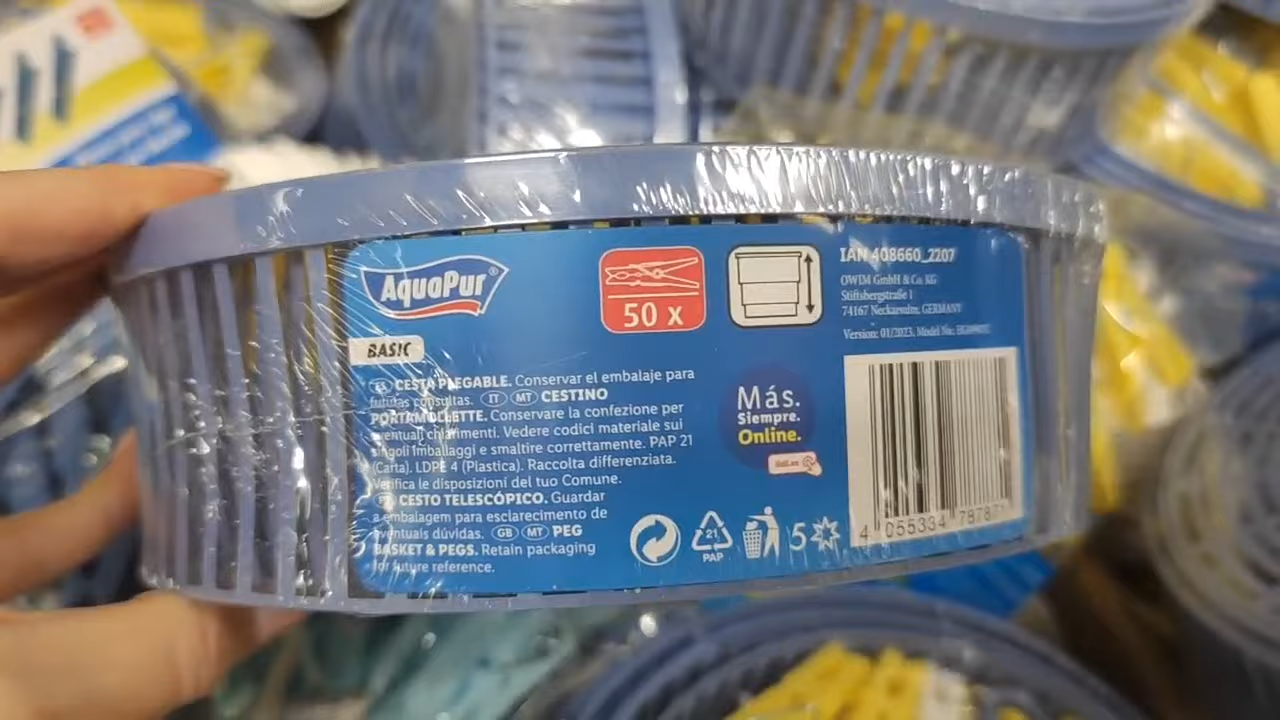 AquaPur®
BASIC
50 x
IAN 408660_2207
OWIM GmbH & Co. KG
Stiftsbergstraße 1
74167 Neckarsulm, GERMANY
Version: 01/2023, Model No.:
ES CESTA PLEGABLE. Conservar el embalaje para
futuras consultas. IT MT CESTINO
PORTAMOLLETTE. Conservare la confezione per
eventuali chiarimenti. Vedere codici materiale sui
singoli imballaggi e smaltire correttamente. PAP 21
(Carta). LDPE 4 (Plastica). Raccolta differenziata.
Verifica le disposizioni del tuo Comune.
PT CESTO TELESCÓPICO. Guardar
a embalagem para esclarecimento de
eventuais dúvidas. GB MT PEG
BASKET & PEGS. Retain packaging
for future reference.
Más.
Siempre.
Online.
21
PAP
5
4 055334 787871